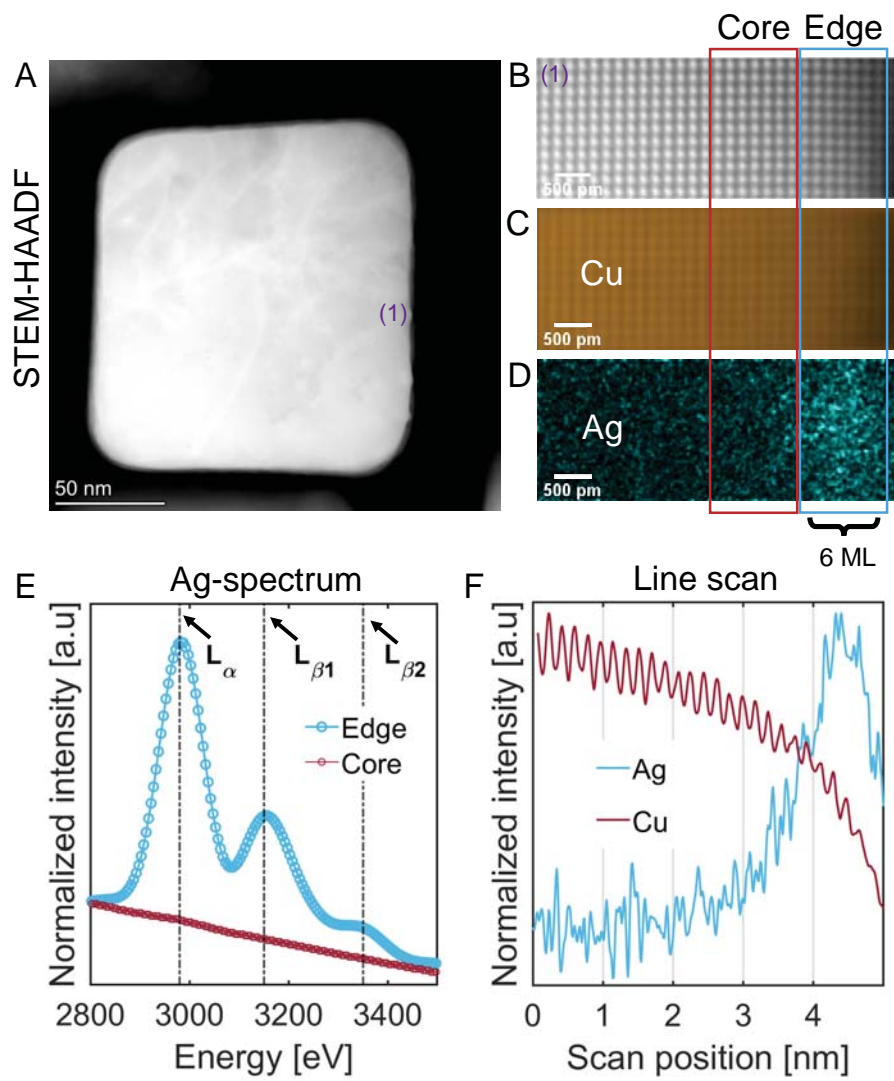 Core Edge
A
STEM-HAADF
(1)
50 nm
B
(1)
500 pm
C
Cu
500 pm
D
Ag
500 pm
6 ML
E
Ag-spectrum
Normalized intensity [a.u]
Lα
Lβ1
Lβ2
Edge
Core
2800 3000 3200 3400
Energy [eV]
F
Line scan
Normalized intensity [a.u]
Ag
Cu
0 1 2 3 4
Scan position [nm]